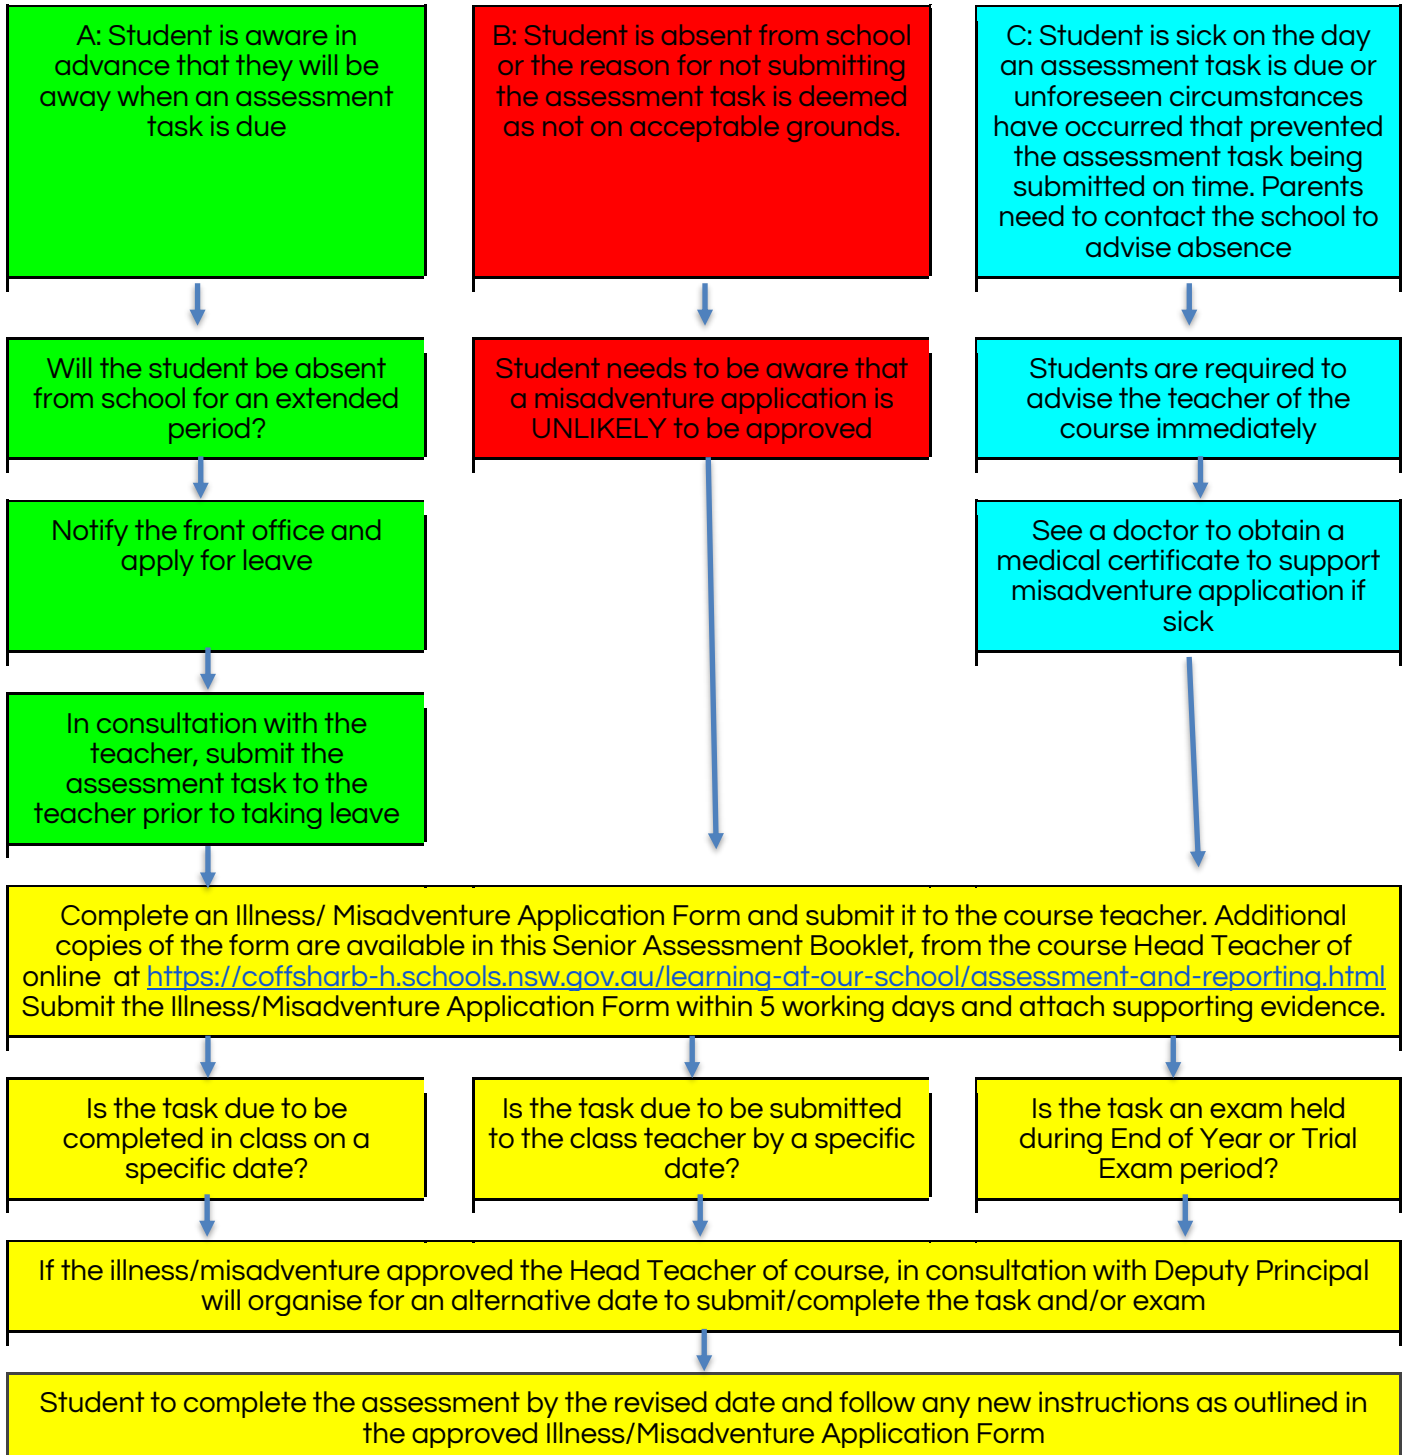 A: Student is aware in
advance that they will be
away when an assessment
task is due
B: Student is absent from school
or the reason for not submitting
the assessment task is deemed
as not on acceptable grounds.
C: Student is sick on the day
an assessment task is due or
unforeseen circumstances
have occurred that prevented
the assessment task being
submitted on time. Parents
need to contact the school to
advise absence
Will the student be absent
from school for an extended
period?
Student needs to be aware that
a misadventure application is
UNLIKELY to be approved
Students are required to
advise the teacher of the
course immediately
Notify the front office and
apply for leave
See a doctor to obtain a
medical certificate to support
misadventure application if
sick
In consultation with the
teacher, submit the
assessment task to the
teacher prior to taking leave
Complete an Illness/ Misadventure Application Form and submit it to the course teacher. Additional
copies of the form are available in this Senior Assessment Booklet, from the course Head Teacher of
online at https://coffsharb-h.schools.nsw.gov.au/learning-at-our-school/assessment-and-reporting.html
Submit the Illness/Misadventure Application Form within 5 working days and attach supporting evidence.
Is the task due to be
completed in class on a
specific date?
Is the task due to be submitted
to the class teacher by a specific
date?
Is the task an exam held
during End of Year or Trial
Exam period?
If the illness/misadventure approved the Head Teacher of course, in consultation with Deputy Principal
will organise for an alternative date to submit/complete the task and/or exam
Student to complete the assessment by the revised date and follow any new instructions as outlined in
the approved Illness/Misadventure Application Form